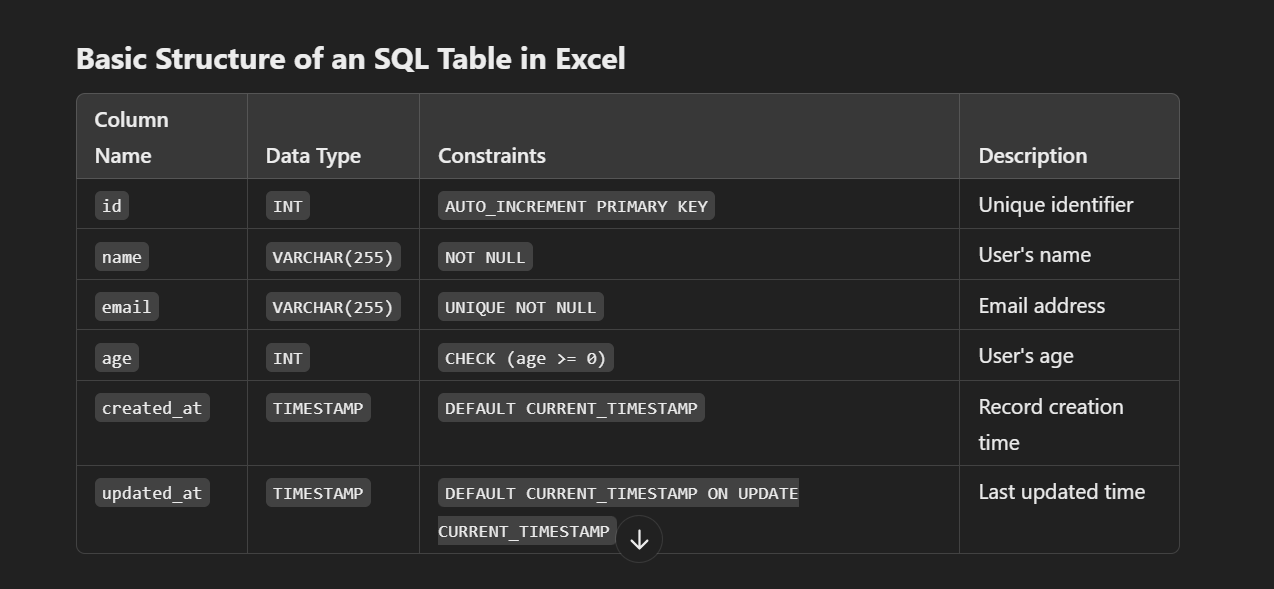 Basic Structure of an SQL Table in Excel
Column
Name Data Type Constraints Description
id INT AUTO_INCREMENT PRIMARY KEY Unique identifier
name VARCHAR(255) NOT NULL User's name
email VARCHAR(255) UNIQUE NOT NULL Email address
age INT CHECK (age >= 0) User's age
created_at TIMESTAMP DEFAULT CURRENT_TIMESTAMP Record creation
time
updated_at TIMESTAMP DEFAULT CURRENT_TIMESTAMP ON UPDATE Last updated time
CURRENT_TIMESTAMP